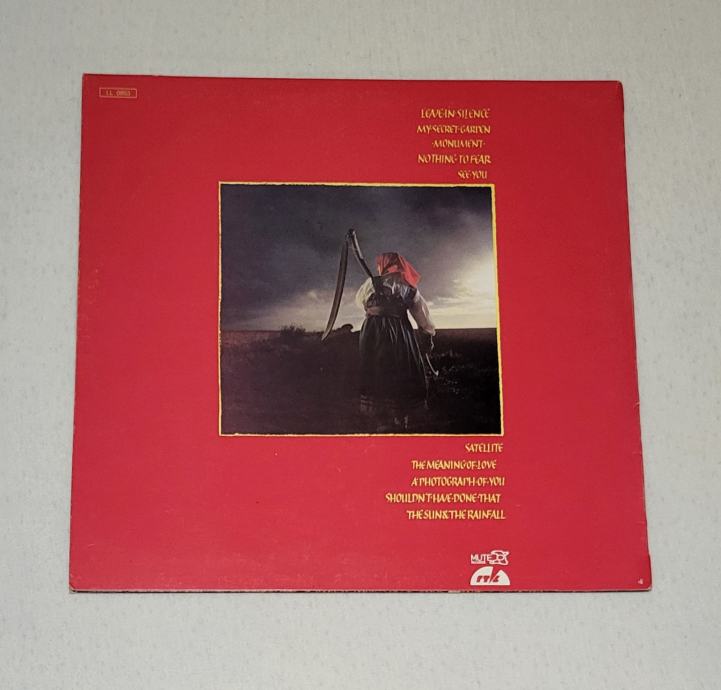 LEAVE·IN·SILENCE
MY·SECRET·GARDEN
·MONUMENT·
NOTHING·TO·FEAR
SEE·YOU
SATELLITE
THE·MEANING·OF·LOVE
A·PHOTOGRAPH·OF·YOU
SHOULDN'T·HAVE·DONE·THAT
THE·SUN&THE·RAINFALL
MUTE